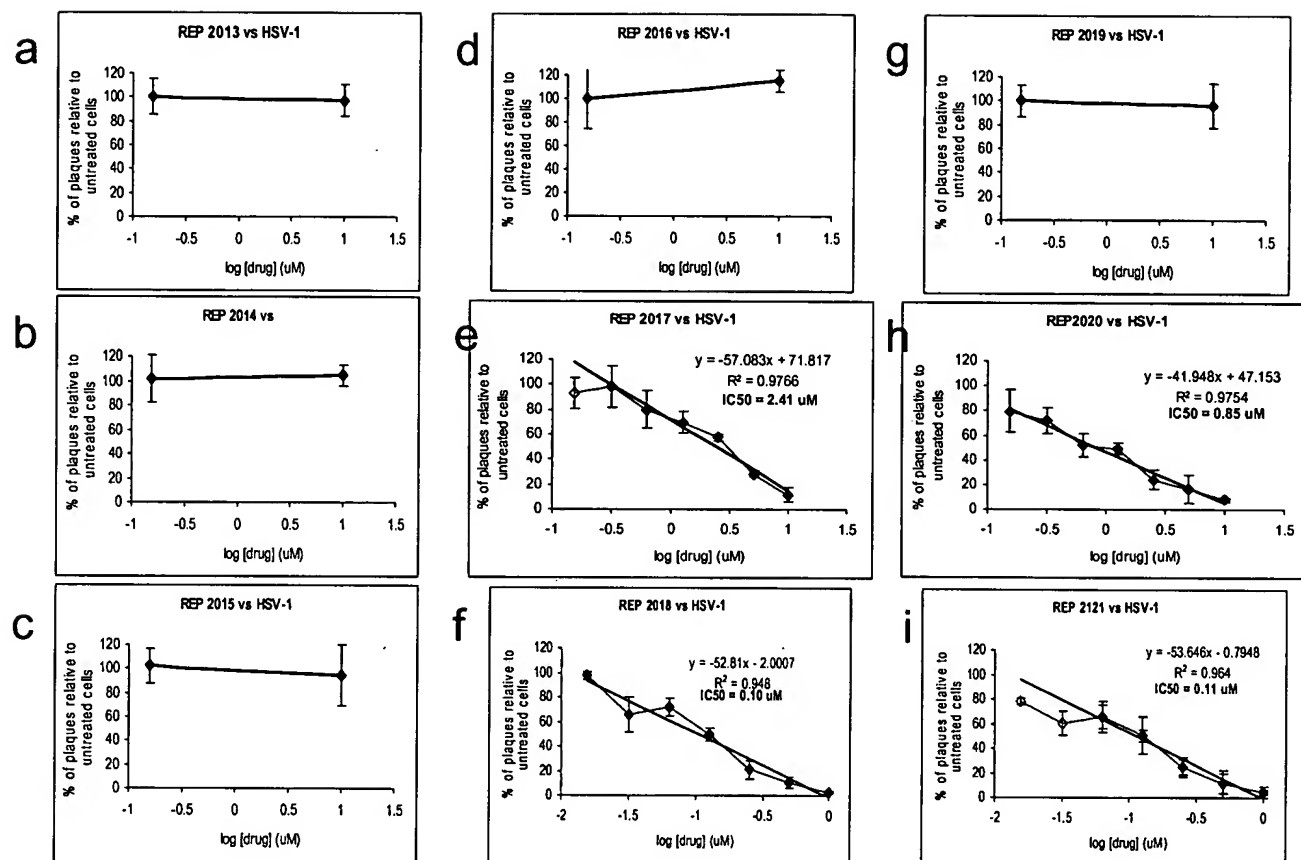 a
REP 2013 vs HSV-1
% of plaques relative to
untreated cells
120
100
80
60
40
20
0
-1 -0.5 0 0.5 1 1.5
log [drug] (uM)
b
REP 2014 vs
% of plaques relative to
untreated cells
120
100
80
60
40
20
0
-1 -0.5 0 0.5 1 1.5
log [drug] (uM)
c
REP 2015 vs HSV-1
% of plaques relative to
untreated cells
120
100
80
60
40
20
0
-1 -0.5 0 0.5 1 1.5
log [drug] (uM)
d
REP 2016 vs HSV-1
% of plaques relative to
untreated cells
120
100
80
60
40
20
0
-1 -0.5 0 0.5 1 1.5
log [drug] (uM)
e
REP 2017 vs HSV-1
% of plaques relative to
untreated cells
120
100
80
60
40
20
0
y = -57.083x + 71.817
R² = 0.9766
IC50 = 2.41 uM
-1 -0.5 0 0.5 1 1.5
log [drug] (uM)
f
REP 2018 vs HSV-1
% of plaques relative to
untreated cells
120
100
80
60
40
20
0
y = -52.81x - 2.0007
R² = 0.948
IC50 = 0.10 uM
-2 -1.5 -1 -0.5 0
log [drug] (uM)
g
REP 2019 vs HSV-1
% of plaques relative to
untreated cells
120
100
80
60
40
20
0
-1 -0.5 0 0.5 1 1.5
log [drug] (uM)
h
REP2020 vs HSV-1
% of plaques relative to
untreated cells
120
100
80
60
40
20
0
y = -41.948x + 47.153
R² = 0.9754
IC50 = 0.85 uM
-1 -0.5 0 0.5 1 1.5
log [drug] (uM)
i
REP 2121 vs HSV-1
% of plaques relative to
untreated cells
120
100
80
60
40
20
0
y = -53.646x - 0.7948
R² = 0.964
IC50 = 0.11 uM
-2 -1.5 -1 -0.5 0
log [drug] (uM)